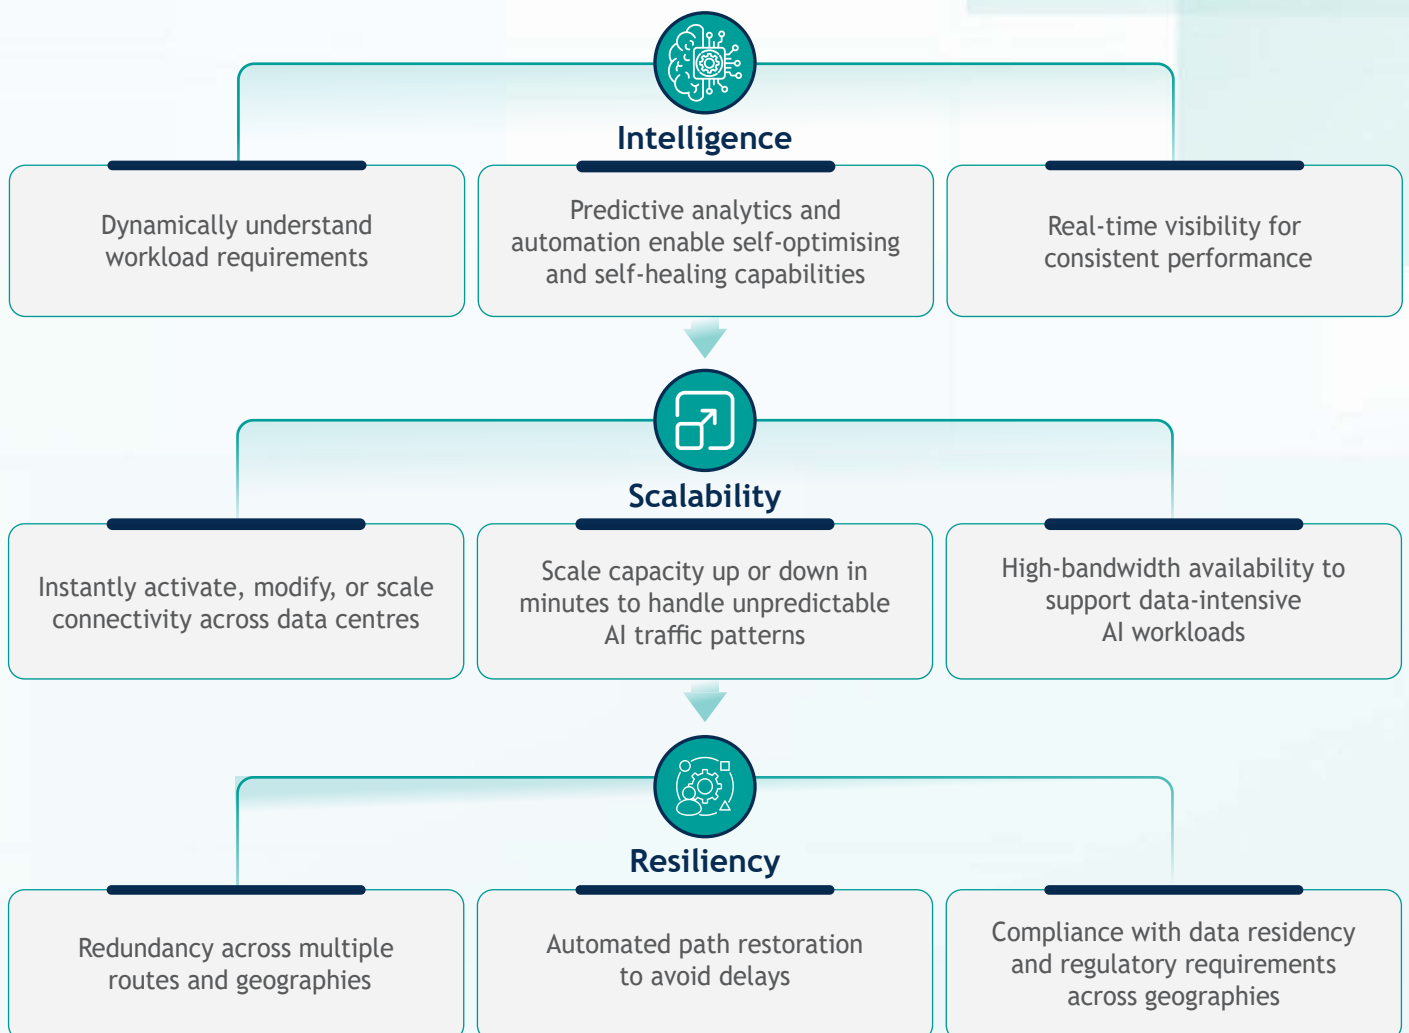 Intelligence
Dynamically understand
workload requirements
Predictive analytics and
automation enable self-optimising
and self-healing capabilities
Real-time visibility for
consistent performance
Scalability
Instantly activate, modify, or scale
connectivity across data centres
Scale capacity up or down in
minutes to handle unpredictable
AI traffic patterns
High-bandwidth availability to
support data-intensive
AI workloads
Resiliency
Redundancy across multiple
routes and geographies
Automated path restoration
to avoid delays
Compliance with data residency
and regulatory requirements
across geographies